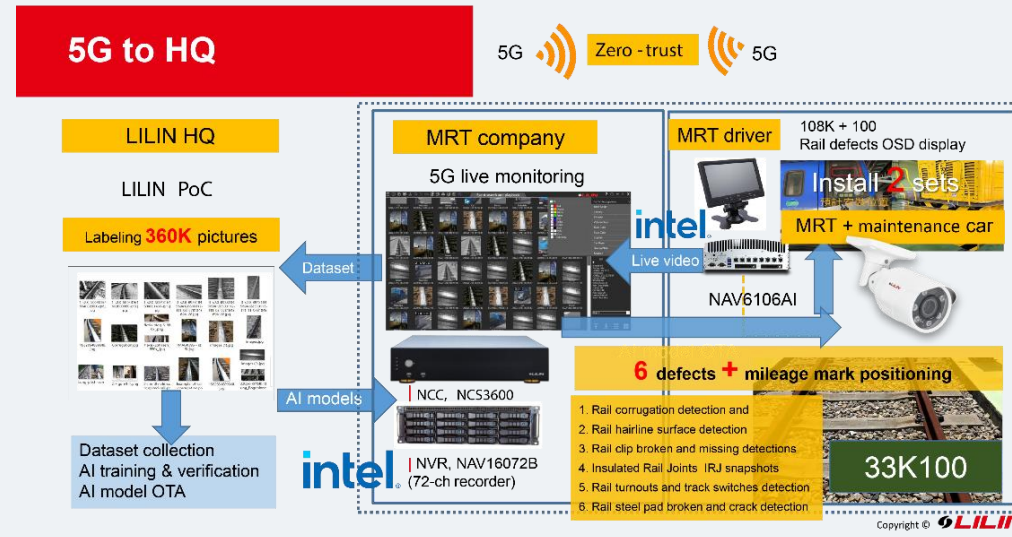 5G to HQ
5G
Zero - trust
5G
LILIN HQ
LILIN PoC
Labeling 360K pictures
Dataset
AI models
Dataset collection
AI training & verification
AI model OTA
MRT company
5G live monitoring
intel
Live video
NCC, NCS3600
NVR, NAV16072B
(72-ch recorder)
intel
MRT driver
108K + 100
Rail defects OSD display
Install 2 sets
MRT + maintenance car
NAV6106AI
6 defects + mileage mark positioning
1. Rail corrugation detection and
2. Rail hairline surface detection
3. Rail clip broken and missing detections
4. Insulated Rail Joints IRJ snapshots
5. Rail turnouts and track switches detection
6. Rail steel pad broken and crack detection
33K100
Copyright © LILIN